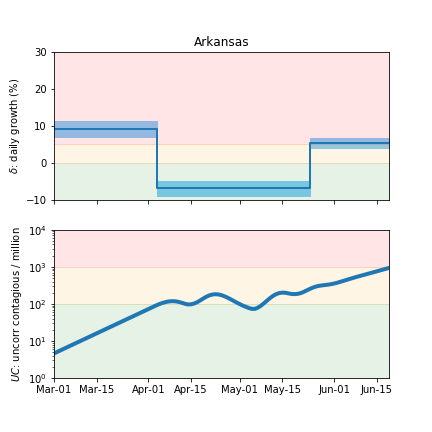 Arkansas
δ: daily growth (%)
30
20
10
0
−10
UC: uncorr contagious / million
10⁴
10³
10²
10¹
10⁰
Mar-01 Mar-15 Apr-01 Apr-15 May-01 May-15 Jun-01 Jun-15